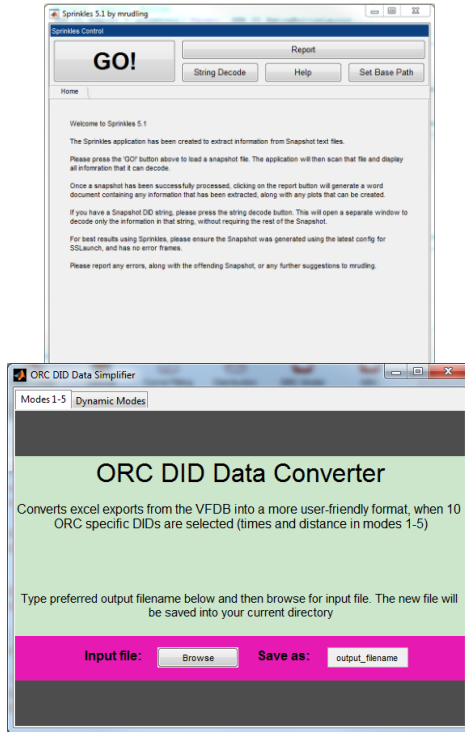 Sprinkles 5.1 by mrudling
Sprinkles Control
GO!
Report
String Decode
Help
Set Base Path
Home
Welcome to Sprinkles 5.1
The Sprinkles application has been created to extract information from Snapshot text files.
Please press the 'GO!' button above to load a snapshot file. The application will then scan that file and display
all infomration that it can decode.
Once a snapshot has been successfully processed, clicking on the report button will generate a word
document containing any information that has been extracted, along with any plots that can be created.
If you have a Snapshot DID string, please press the string decode button. This will open a separate window to
decode only the information in that string, without requiring the rest of the Snapshot.
For best results using Sprinkles, please ensure the Snapshot was generated using the latest config for
SSLaunch, and has no error frames.
Please report any errors, along with the offending Snapshot, or any further suggestions to mrudling.
ORC DID Data Simplifier
Modes 1-5
Dynamic Modes
ORC DID Data Converter
Converts excel exports from the VFDB into a more user-friendly format, when 10
ORC specific DIDs are selected (times and distance in modes 1-5)
Type preferred output filename below and then browse for input file. The new file will
be saved into your current directory
Input file:
Browse
Save as:
output_filename